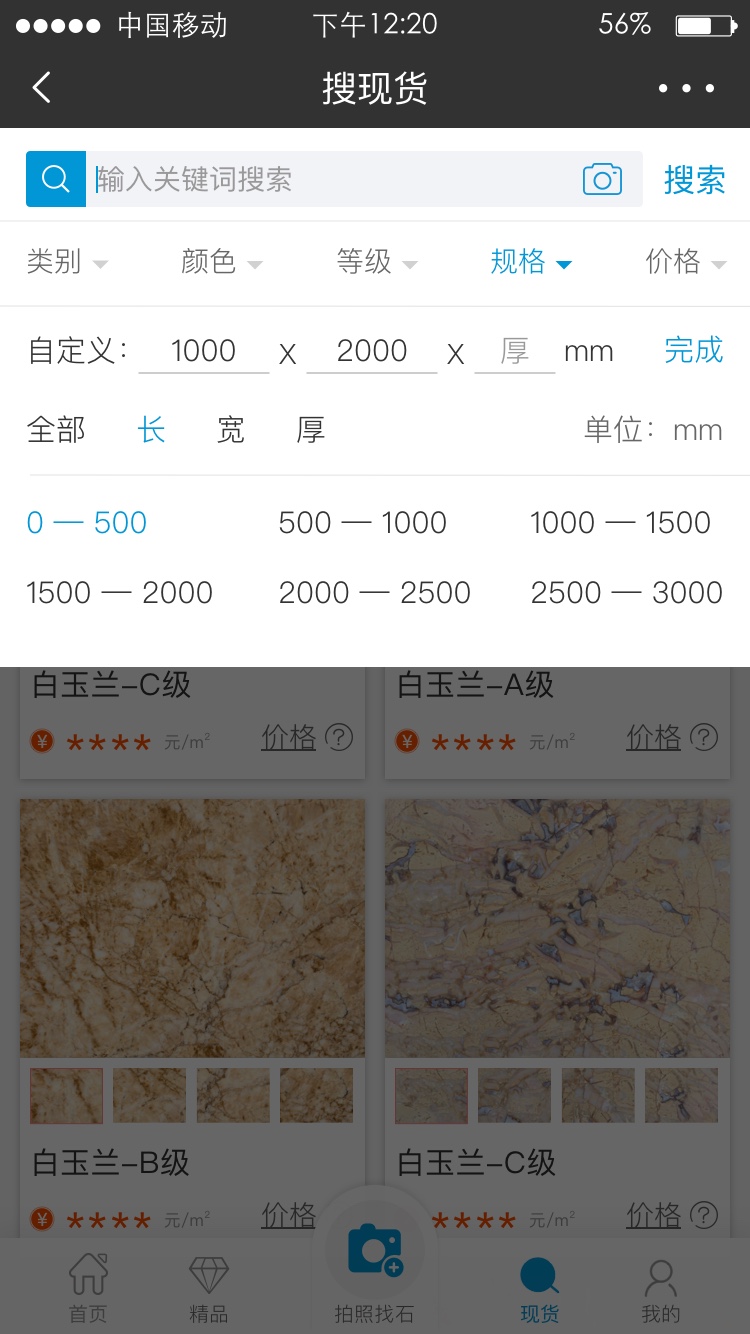 中国移动 下午12:20 56%
搜现货
输入关键词搜索 搜索
类别 颜色 等级 规格 价格
自定义： 1000 X 2000 X 厚 mm 完成
全部 长 宽 厚 单位：mm
0 — 500 500 — 1000 1000 — 1500
1500 — 2000 2000 — 2500 2500 — 3000
白玉兰–C级 白玉兰–A级
¥ **** 元/m² 价格 ? ¥ **** 元/m² 价格 ?
白玉兰–B级 白玉兰–C级
¥ **** 元/m² 价格 **** 元/m² 价格 ?
首页 精品 拍照找石 现货 我的